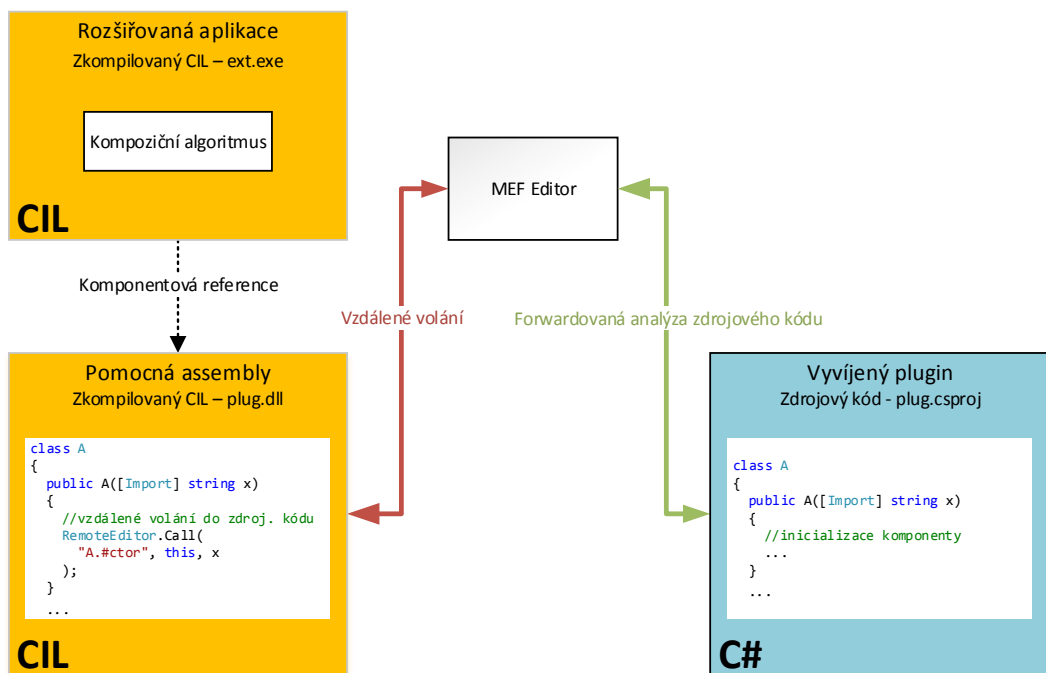 Rozšiřovaná aplikace
Zkompilovaný CIL – ext.exe
Kompoziční algoritmus
CIL
MEF Editor
Komponentová reference
Vzdálené volání
Forwardovaná analýza zdrojového kódu
Pomocná assembly
Zkompilovaný CIL – plug.dll
class A
{
public A([Import] string x)
{
//vzdálené volání do zdroj. kódu
RemoteEditor.Call(
"A.#ctor", this, x
);
}
...
CIL
Vyvíjený plugin
Zdrojový kód - plug.csproj
class A
{
public A([Import] string x)
{
//inicializace komponenty
...
}
...
C#